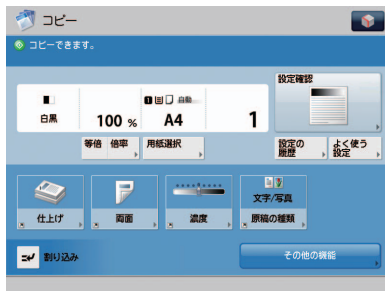 コピー
コピーできます。
設定確認
自動
白黒
100 %
A4
1
等倍
倍率
用紙選択
設定の
履歴
よく使う
設定
仕上げ
両面
濃度
文字/写真
原稿の種類
割り込み
その他の機能